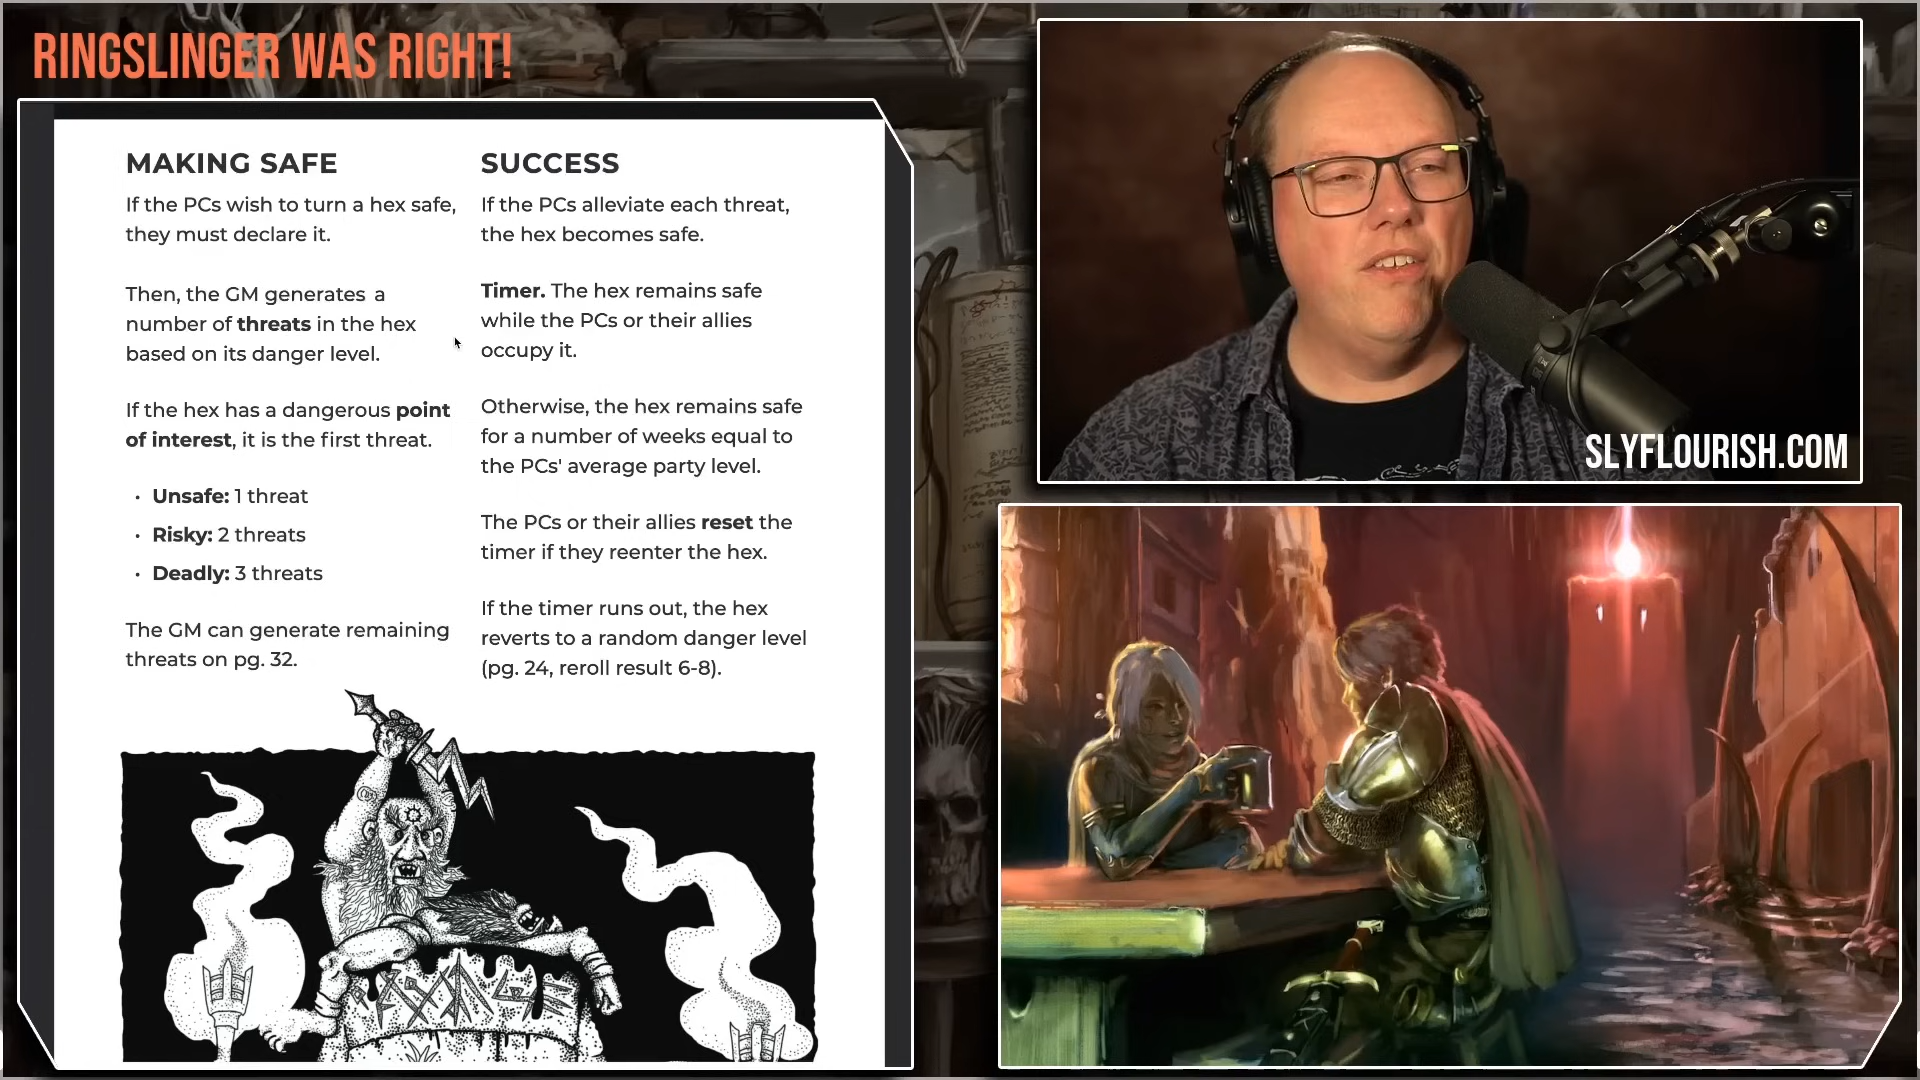 RINGSLINGER WAS RIGHT!
MAKING SAFE
If the PCs wish to turn a hex safe,
they must declare it.
Then, the GM generates a
number of threats in the hex
based on its danger level.
If the hex has a dangerous point
of interest, it is the first threat.
• Unsafe: 1 threat
• Risky: 2 threats
• Deadly: 3 threats
The GM can generate remaining
threats on pg. 32.
SUCCESS
If the PCs alleviate each threat,
the hex becomes safe.
Timer. The hex remains safe
while the PCs or their allies
occupy it.
Otherwise, the hex remains safe
for a number of weeks equal to
the PCs' average party level.
The PCs or their allies reset the
timer if they reenter the hex.
If the timer runs out, the hex
reverts to a random danger level
(pg. 24, reroll result 6-8).
SLYFLOURISH.COM